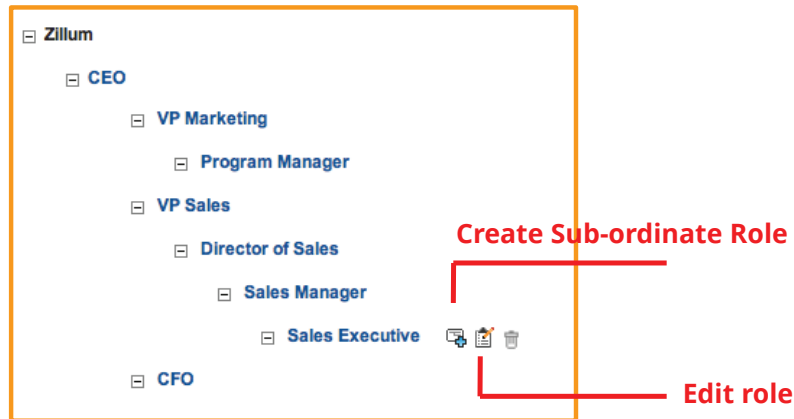 Zillum
CEO
VP Marketing
Program Manager
VP Sales
Create Sub-ordinate Role
Director of Sales
Sales Manager
Sales Executive
CFO
Edit role